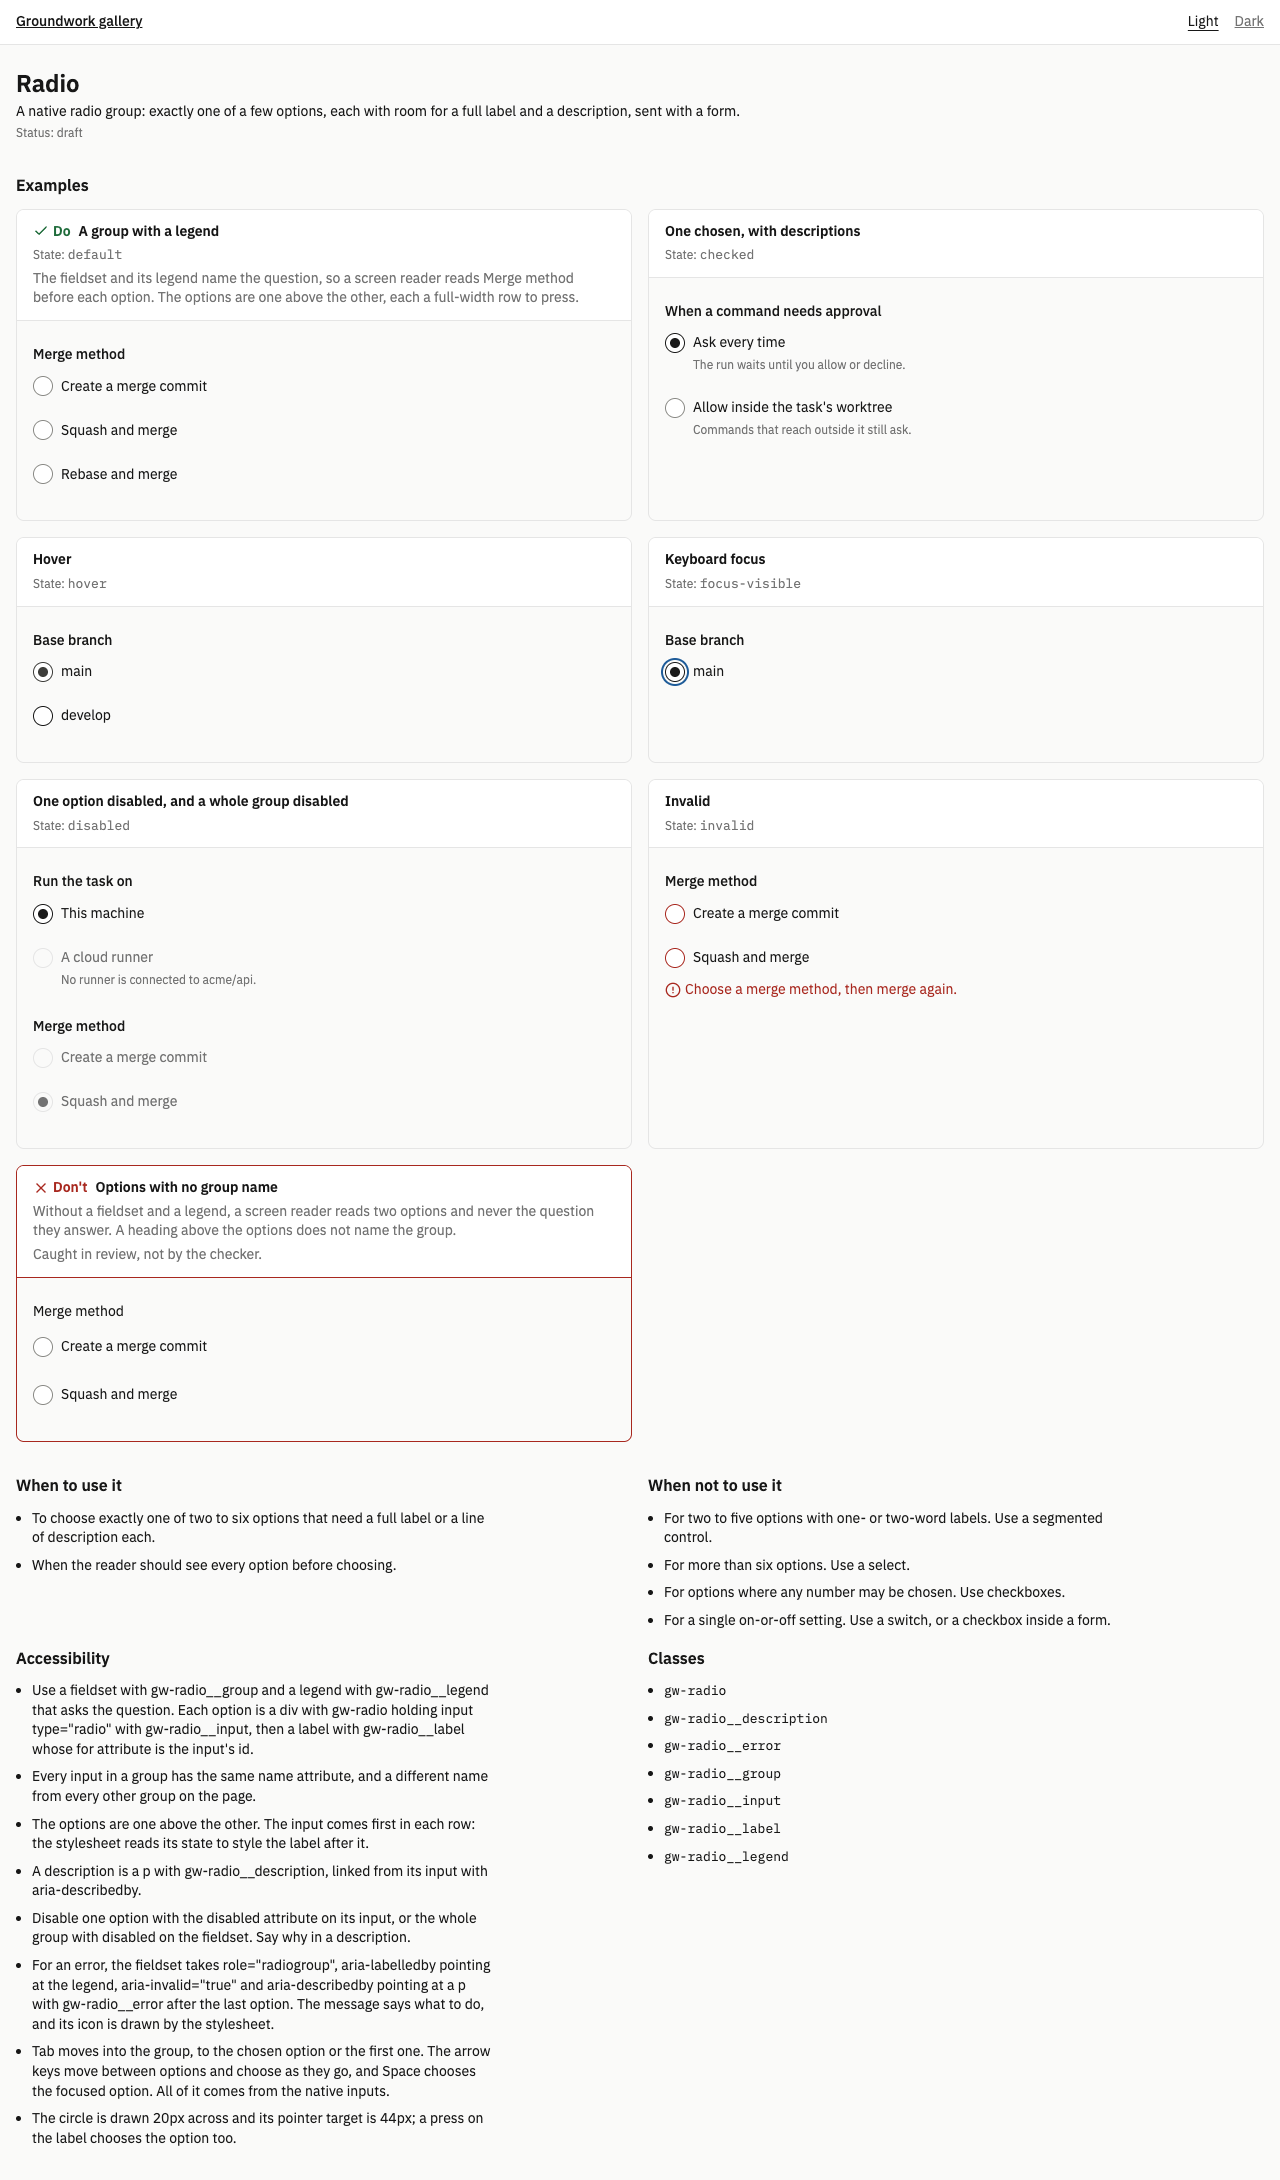 Groundwork gallery
Light Dark
Radio
A native radio group: exactly one of a few options, each with room for a full label and a description, sent with a form.
Status: draft
Examples
Do A group with a legend
State: default
The fieldset and its legend name the question, so a screen reader reads Merge method
before each option. The options are one above the other, each a full-width row to press.
Merge method
Create a merge commit
Squash and merge
Rebase and merge
One chosen, with descriptions
State: checked
When a command needs approval
Ask every time
The run waits until you allow or decline.
Allow inside the task's worktree
Commands that reach outside it still ask.
Hover
State: hover
Base branch
main
develop
Keyboard focus
State: focus-visible
Base branch
main
One option disabled, and a whole group disabled
State: disabled
Run the task on
This machine
A cloud runner
No runner is connected to acme/api.
Merge method
Create a merge commit
Squash and merge
Invalid
State: invalid
Merge method
Create a merge commit
Squash and merge
Choose a merge method, then merge again.
Don't Options with no group name
Without a fieldset and a legend, a screen reader reads two options and never the question
they answer. A heading above the options does not name the group.
Caught in review, not by the checker.
Merge method
Create a merge commit
Squash and merge
When to use it
To choose exactly one of two to six options that need a full label or a line
of description each.
When the reader should see every option before choosing.
When not to use it
For two to five options with one- or two-word labels. Use a segmented
control.
For more than six options. Use a select.
For options where any number may be chosen. Use checkboxes.
For a single on-or-off setting. Use a switch, or a checkbox inside a form.
Accessibility
Use a fieldset with gw-radio__group and a legend with gw-radio__legend
that asks the question. Each option is a div with gw-radio holding input
type="radio" with gw-radio__input, then a label with gw-radio__label
whose for attribute is the input's id.
Every input in a group has the same name attribute, and a different name
from every other group on the page.
The options are one above the other. The input comes first in each row:
the stylesheet reads its state to style the label after it.
A description is a p with gw-radio__description, linked from its input with
aria-describedby.
Disable one option with the disabled attribute on its input, or the whole
group with disabled on the fieldset. Say why in a description.
For an error, the fieldset takes role="radiogroup", aria-labelledby pointing
at the legend, aria-invalid="true" and aria-describedby pointing at a p
with gw-radio__error after the last option. The message says what to do,
and its icon is drawn by the stylesheet.
Tab moves into the group, to the chosen option or the first one. The arrow
keys move between options and choose as they go, and Space chooses
the focused option. All of it comes from the native inputs.
The circle is drawn 20px across and its pointer target is 44px; a press on
the label chooses the option too.
Classes
gw-radio
gw-radio__description
gw-radio__error
gw-radio__group
gw-radio__input
gw-radio__label
gw-radio__legend